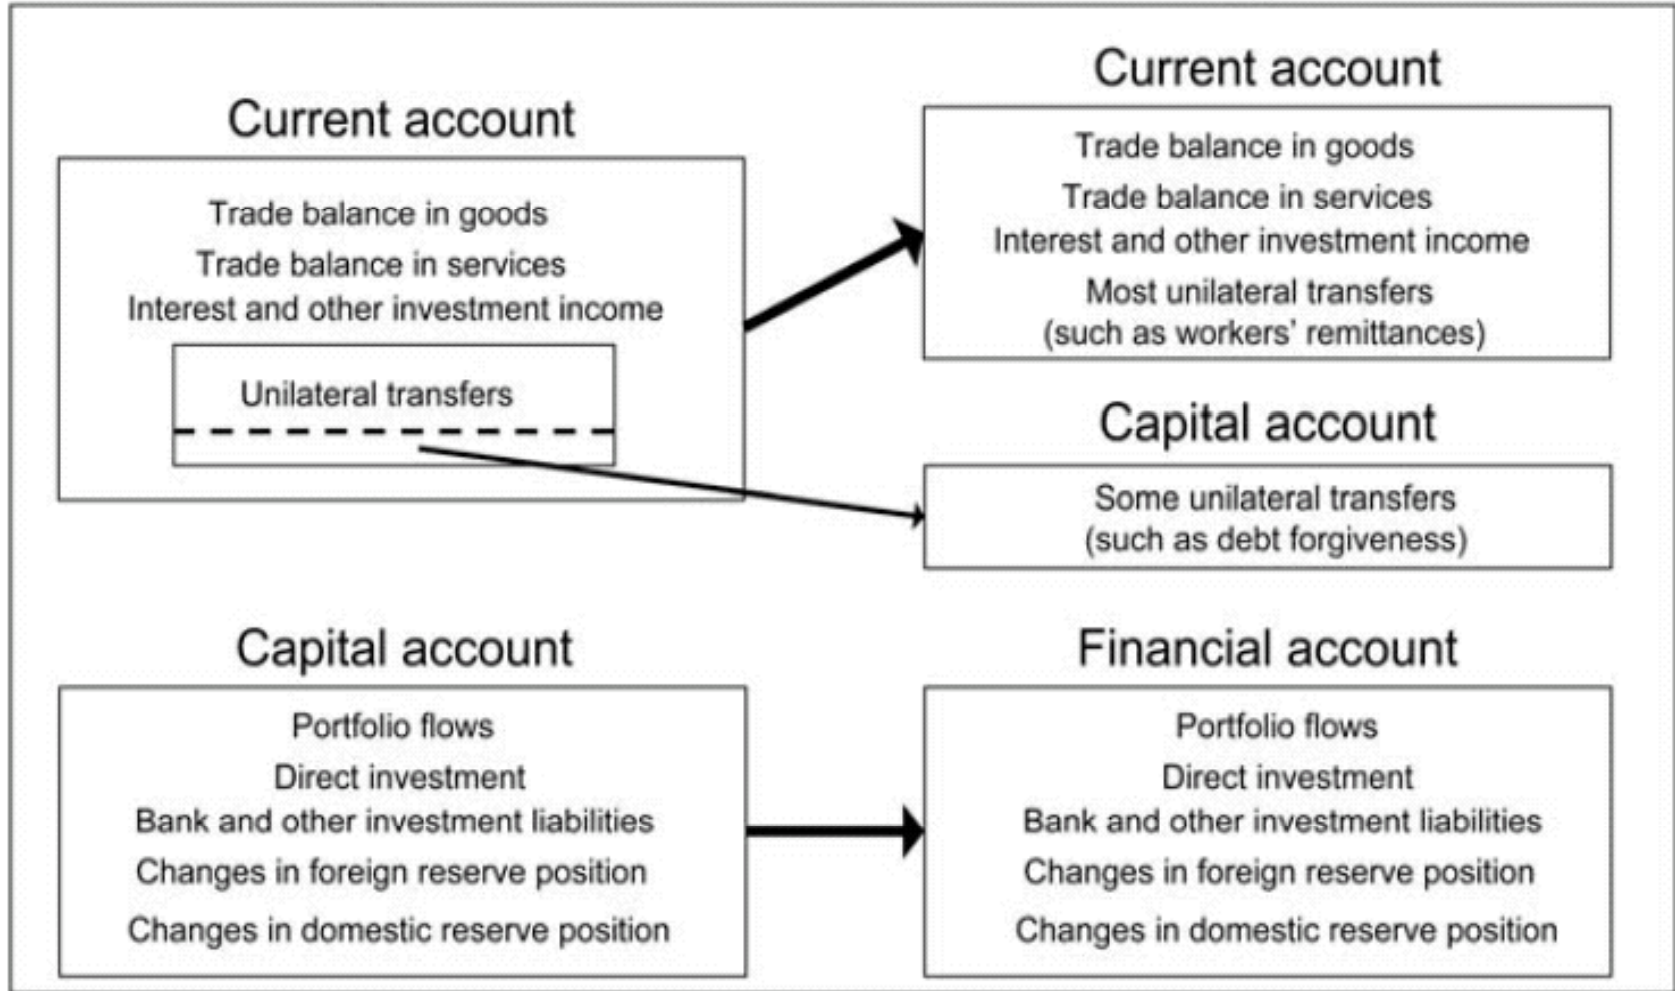 Current account
Trade balance in goods
Trade balance in services
Interest and other investment income
Unilateral transfers
Current account
Trade balance in goods
Trade balance in services
Interest and other investment income
Most unilateral transfers
(such as workers’ remittances)
Capital account
Some unilateral transfers
(such as debt forgiveness)
Capital account
Portfolio flows
Direct investment
Bank and other investment liabilities
Changes in foreign reserve position
Changes in domestic reserve position
Financial account
Portfolio flows
Direct investment
Bank and other investment liabilities
Changes in foreign reserve position
Changes in domestic reserve position